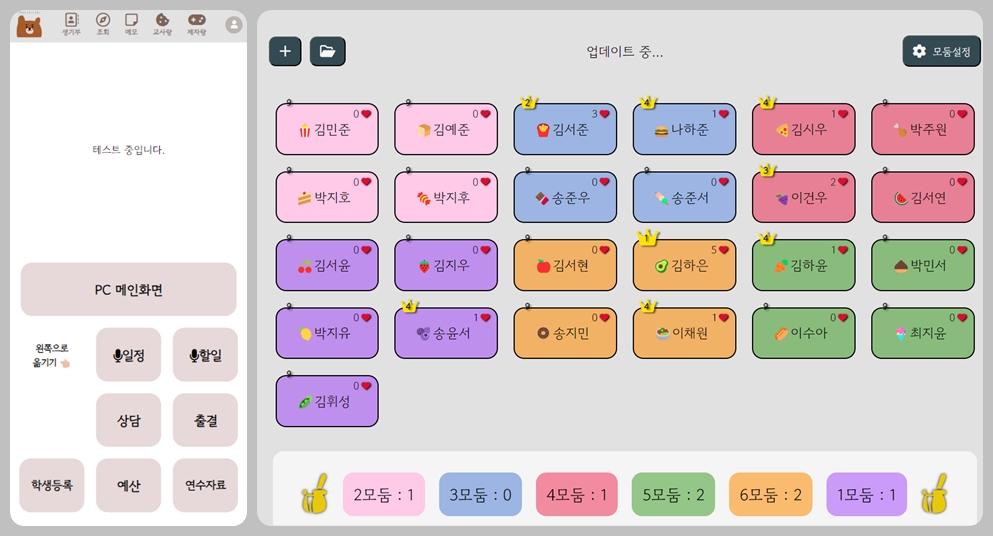 생기부 조회 메모 교사랑 제자랑
테스트 중입니다.
PC 메인화면
왼쪽으로
옮기기
일정
할일
상담
출결
학생등록
예산
연수자료
업데이트 중...
모둠설정
9 0 김민준
9 0 김예준
2 3 김서준
4 1 나하준
4 1 김시우
9 0 박주원
9 0 박지호
9 0 박지후
9 0 송준우
9 0 송준서
3 2 이건우
9 0 김서연
9 0 김서윤
9 0 김지우
9 0 김서현
1 5 김하은
4 1 김하윤
9 0 박민서
9 0 박지유
4 1 송윤서
9 0 송지민
4 1 이채원
9 0 이수아
9 0 최지윤
9 0 김휘성
2모둠 : 1
3모둠 : 0
4모둠 : 1
5모둠 : 2
6모둠 : 2
1모둠 : 1